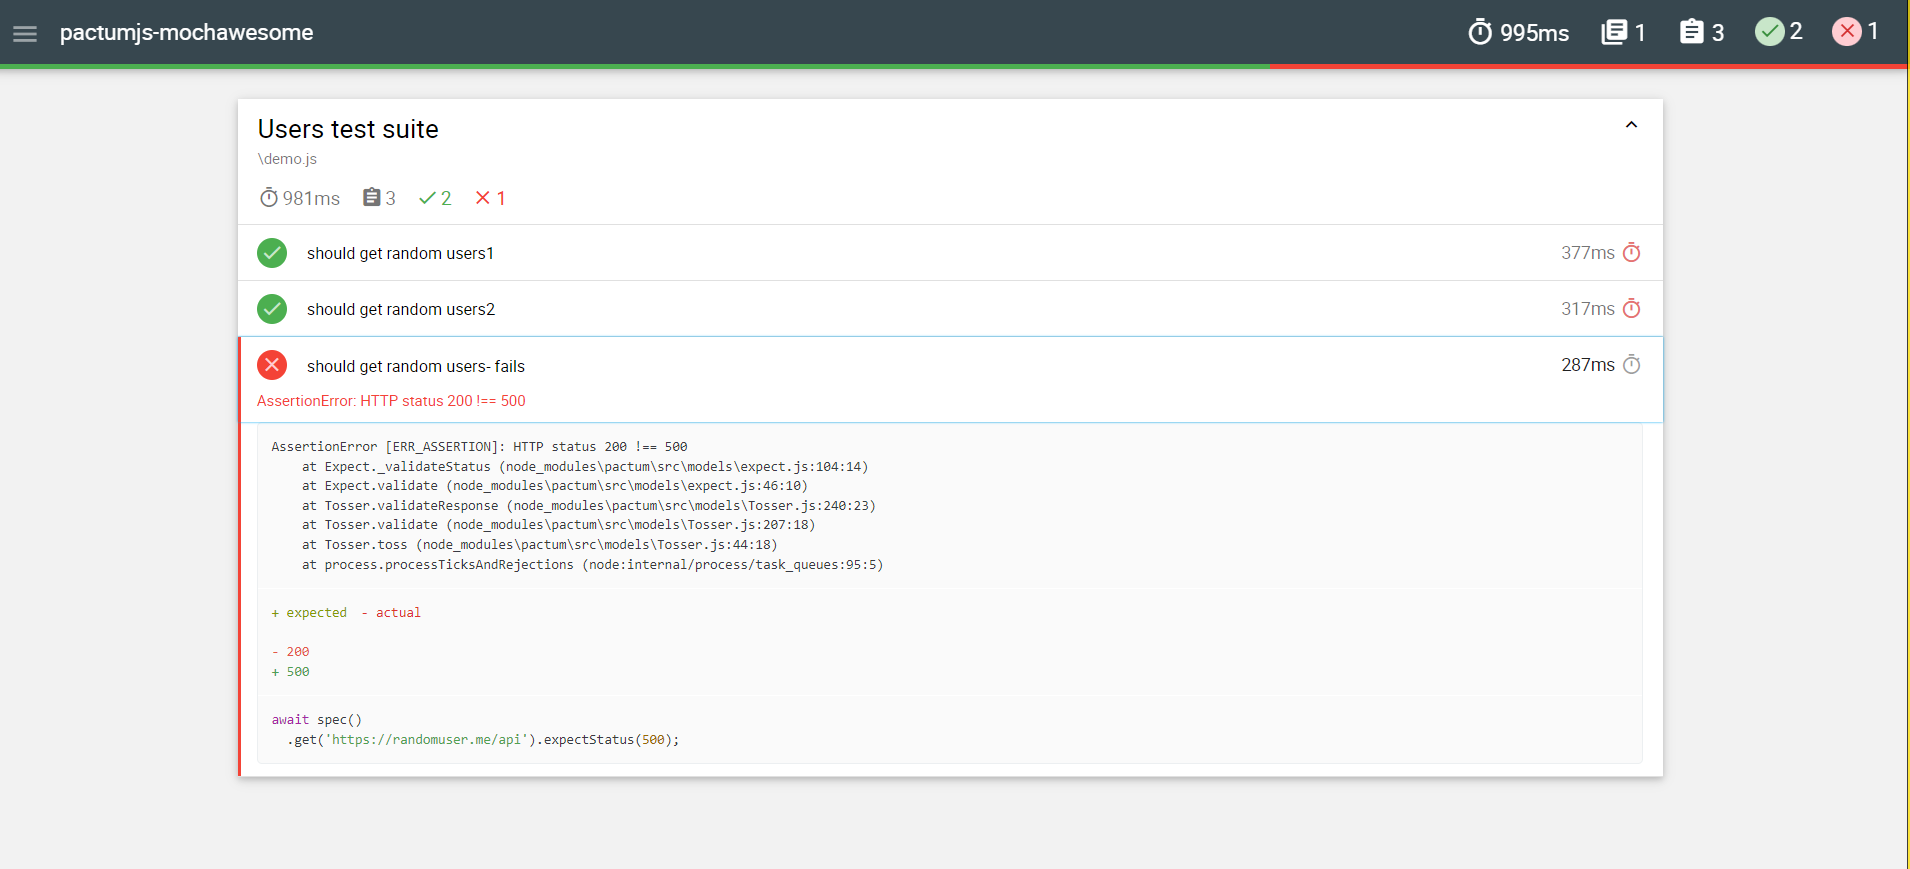 pactumjs-mochawesome
995ms 1 3 2 1
Users test suite
\demo.js
981ms 3 2 1
should get random users1 377ms
should get random users2 317ms
should get random users- fails 287ms
AssertionError: HTTP status 200 !== 500
AssertionError [ERR_ASSERTION]: HTTP status 200 !== 500
    at Expect._validateStatus (node_modules\pactum\src\models\expect.js:104:14)
    at Expect.validate (node_modules\pactum\src\models\expect.js:46:10)
    at Tosser.validateResponse (node_modules\pactum\src\models\Tosser.js:240:23)
    at Tosser.validate (node_modules\pactum\src\models\Tosser.js:207:18)
    at Tosser.toss (node_modules\pactum\src\models\Tosser.js:44:18)
    at process.processTicksAndRejections (node:internal/process/task_queues:95:5)
+ expected  - actual
- 200
+ 500
await spec()
  .get('https://randomuser.me/api').expectStatus(500);